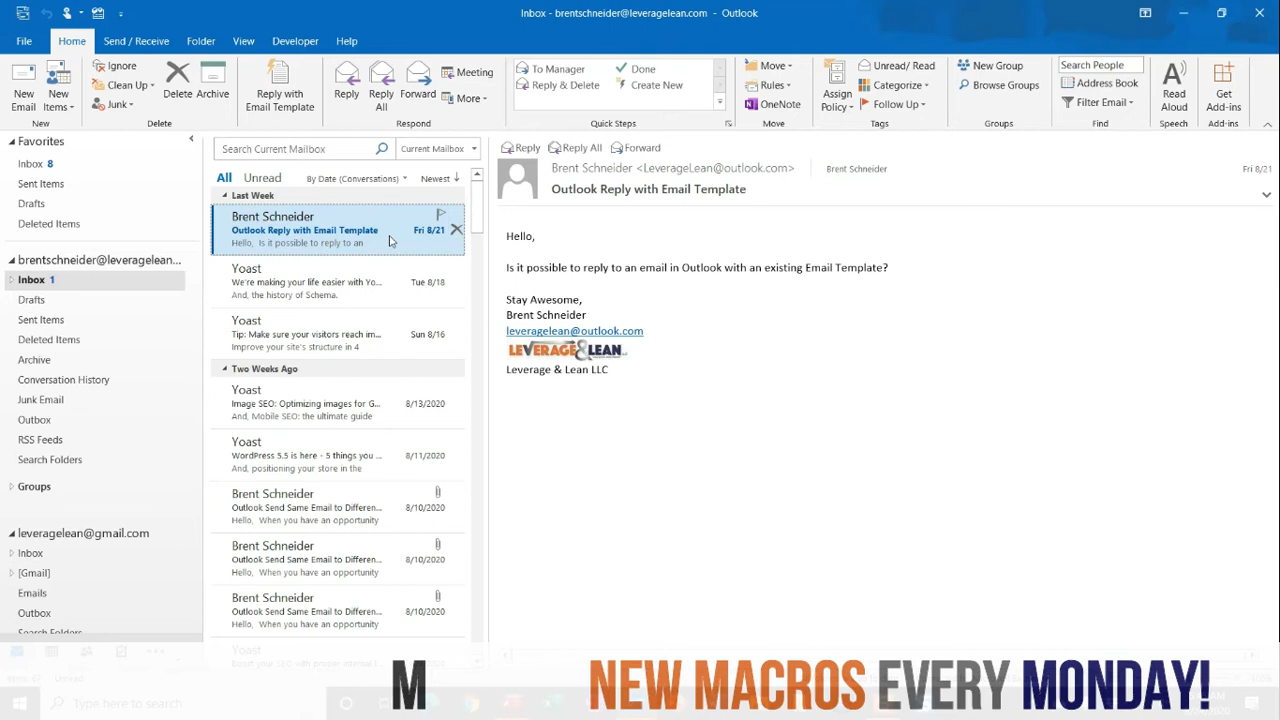 Inbox - brentschneider@leveragelean.com - Outlook
File Home Send / Receive Folder View Developer Help
New Email
New Items
New
Ignore
Clean Up
Junk
Delete
Archive
Delete
Reply with Email Template
Reply
Reply All
Forward
Meeting
More
Respond
To Manager
Reply & Delete
Done
Create New
Quick Steps
Move
Rules
OneNote
Move
Assign Policy
Unread/ Read
Categorize
Follow Up
Tags
New Group
Browse Groups
Groups
Search People
Address Book
Filter Email
Find
Read Aloud
Speech
Get Add-ins
Add-ins
Favorites
Inbox 8
Sent Items
Drafts
Deleted Items
brentschneider@leveragelean...
Inbox 1
Drafts
Sent Items
Deleted Items
Archive
Conversation History
Junk Email
Outbox
RSS Feeds
Search Folders
Groups
leveragelean@gmail.com
Inbox
[Gmail]
Emails
Outbox
Search Folders
Search Current Mailbox
Current Mailbox
All Unread
By Date (Conversations) Newest
Last Week
Brent Schneider
Outlook Reply with Email Template Fri 8/21
Hello, Is it possible to reply to an
Yoast
We're making your life easier with Yo... Tue 8/18
And, the history of Schema.
Yoast
Tip: Make sure your visitors reach im... Sun 8/16
Improve your site's structure in 4
Two Weeks Ago
Yoast
Image SEO: Optimizing images for G... 8/13/2020
And, Mobile SEO: the ultimate guide
Yoast
WordPress 5.5 is here - 5 things you ... 8/11/2020
And, positioning your store in the
Brent Schneider
Outlook Send Same Email to Differen... 8/10/2020
Hello, When you have an opportunity
Brent Schneider
Outlook Send Same Email to Differen... 8/10/2020
Hello, When you have an opportunity
Brent Schneider
Outlook Send Same Email to Differen... 8/10/2020
Hello, When you have an opportunity
Yoast
Reply Reply All Forward
Brent Schneider <LeverageLean@outlook.com> Brent Schneider Fri 8/21
Outlook Reply with Email Template
Hello,
Is it possible to reply to an email in Outlook with an existing Email Template?
Stay Awesome,
Brent Schneider
leveragelean@outlook.com
LEVERAGE&LEAN
Leverage & Lean LLC
M NEW MACROS EVERY MONDAY!
Type here to search